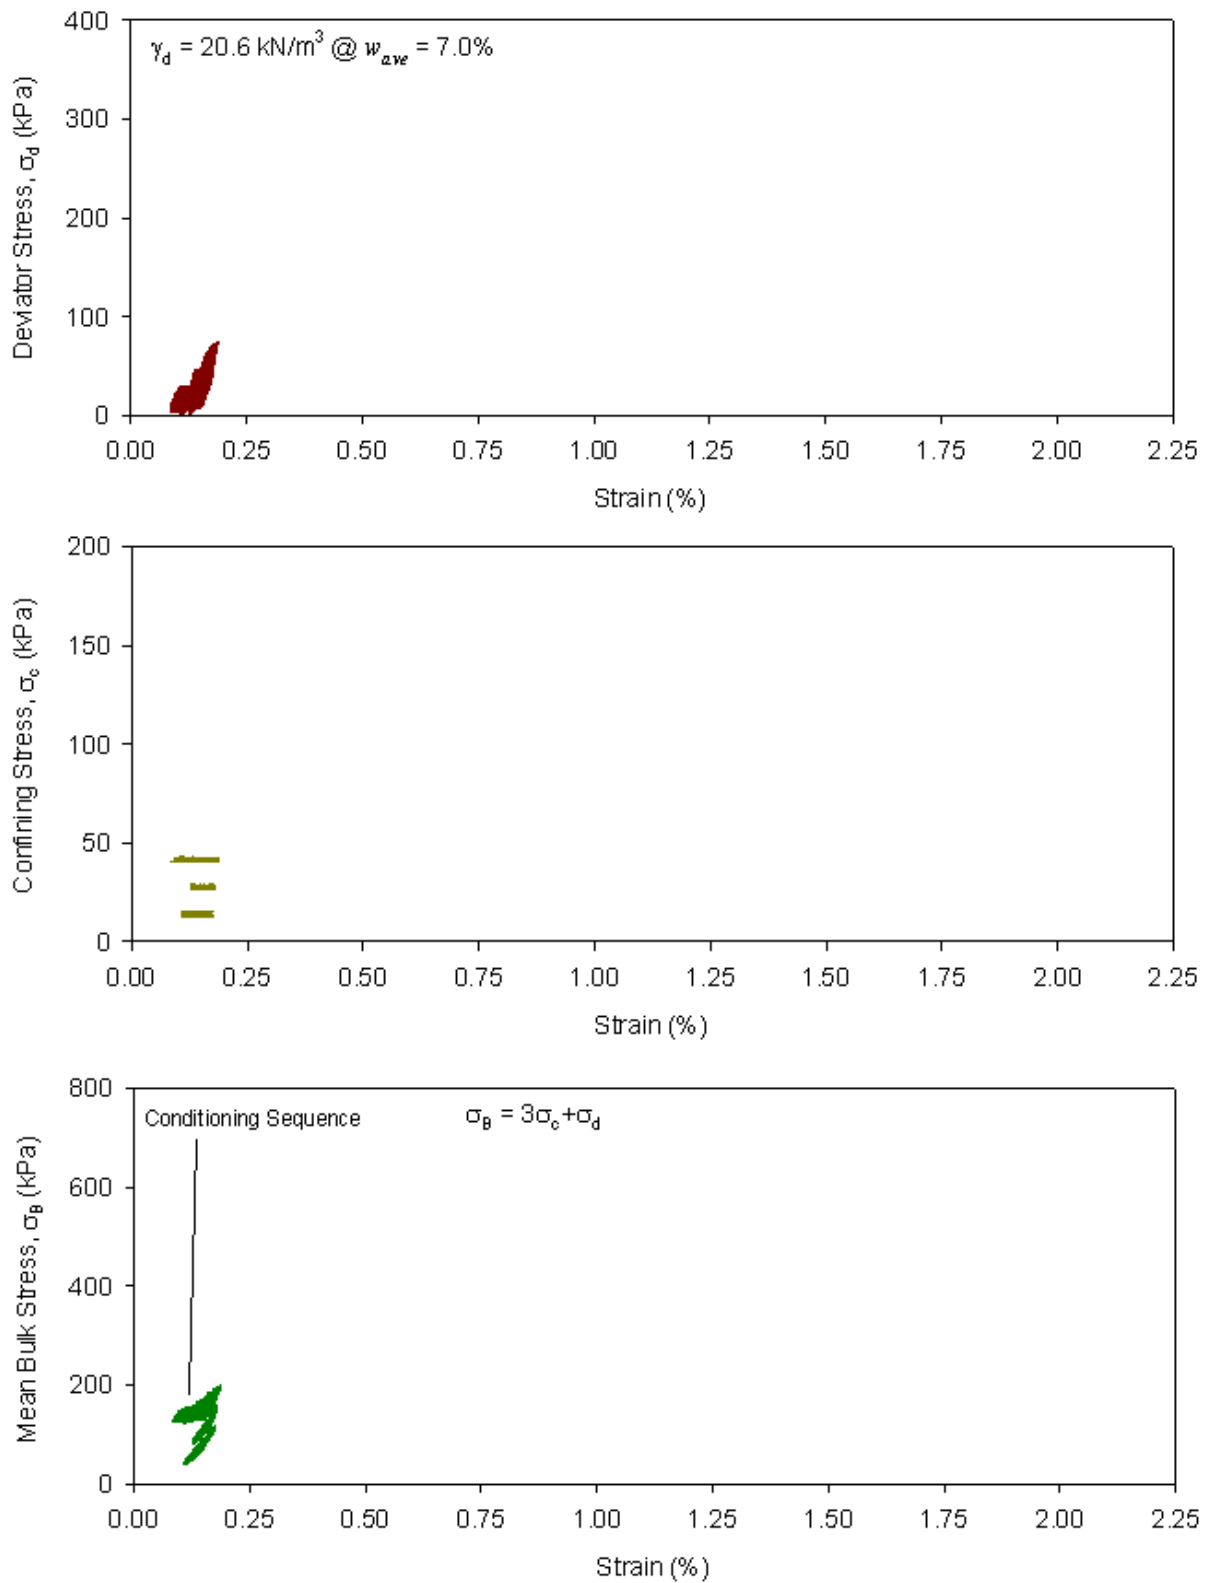 400
γd = 20.6 kN/m3 @ wave = 7.0%
300
200
100
0
Deviator Stress, σd (kPa)
0.00 0.25 0.50 0.75 1.00 1.25 1.50 1.75 2.00 2.25
Strain (%)
200
150
100
50
0
Confining Stress, σc (kPa)
0.00 0.25 0.50 0.75 1.00 1.25 1.50 1.75 2.00 2.25
Strain (%)
800
Conditioning Sequence σB = 3σc+σd
600
400
200
0
Mean Bulk Stress, σB (kPa)
0.00 0.25 0.50 0.75 1.00 1.25 1.50 1.75 2.00 2.25
Strain (%)